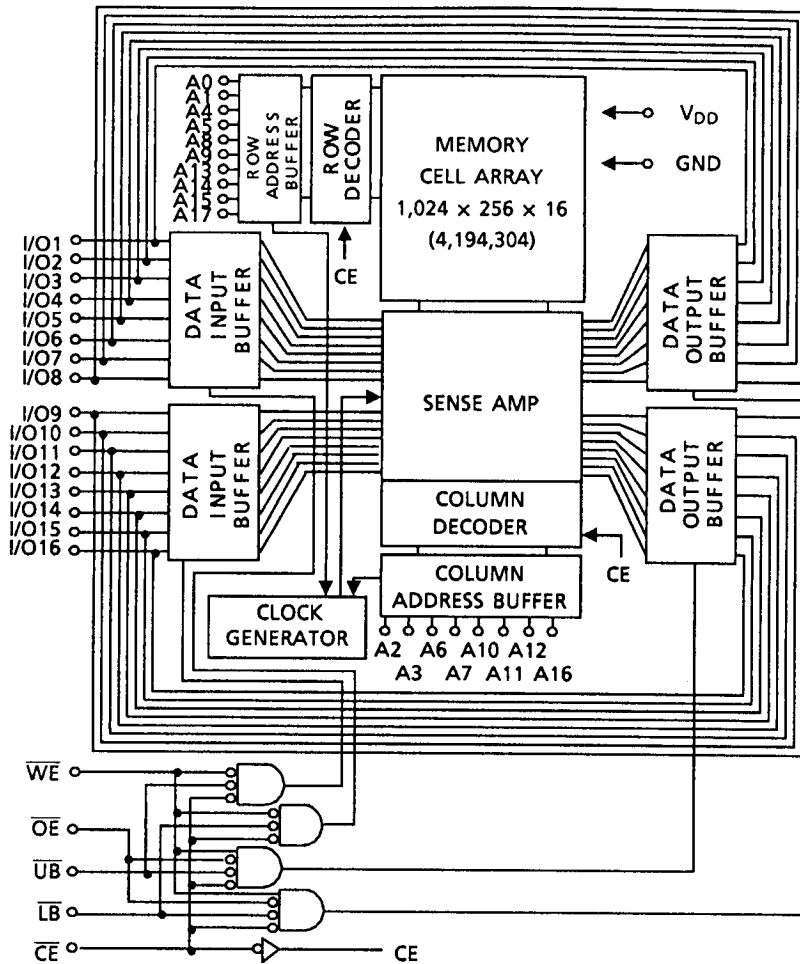 A0
A1
A4
A5
A8
A9
A13
A14
A15
A17
ROW
ADDRESS
BUFFER
ROW
DECODER
CE
MEMORY
CELL ARRAY
1,024 × 256 × 16
(4,194,304)
VDD
GND
I/O1
I/O2
I/O3
I/O4
I/O5
I/O6
I/O7
I/O8
DATA
INPUT
BUFFER
SENSE AMP
DATA
OUTPUT
BUFFER
I/O9
I/O10
I/O11
I/O12
I/O13
I/O14
I/O15
I/O16
DATA
INPUT
BUFFER
COLUMN
DECODER
CE
DATA
OUTPUT
BUFFER
CLOCK
GENERATOR
COLUMN
ADDRESS BUFFER
A2 A6 A10 A12
A3 A7 A11 A16
WE
OE
UB
LB
CE
CE